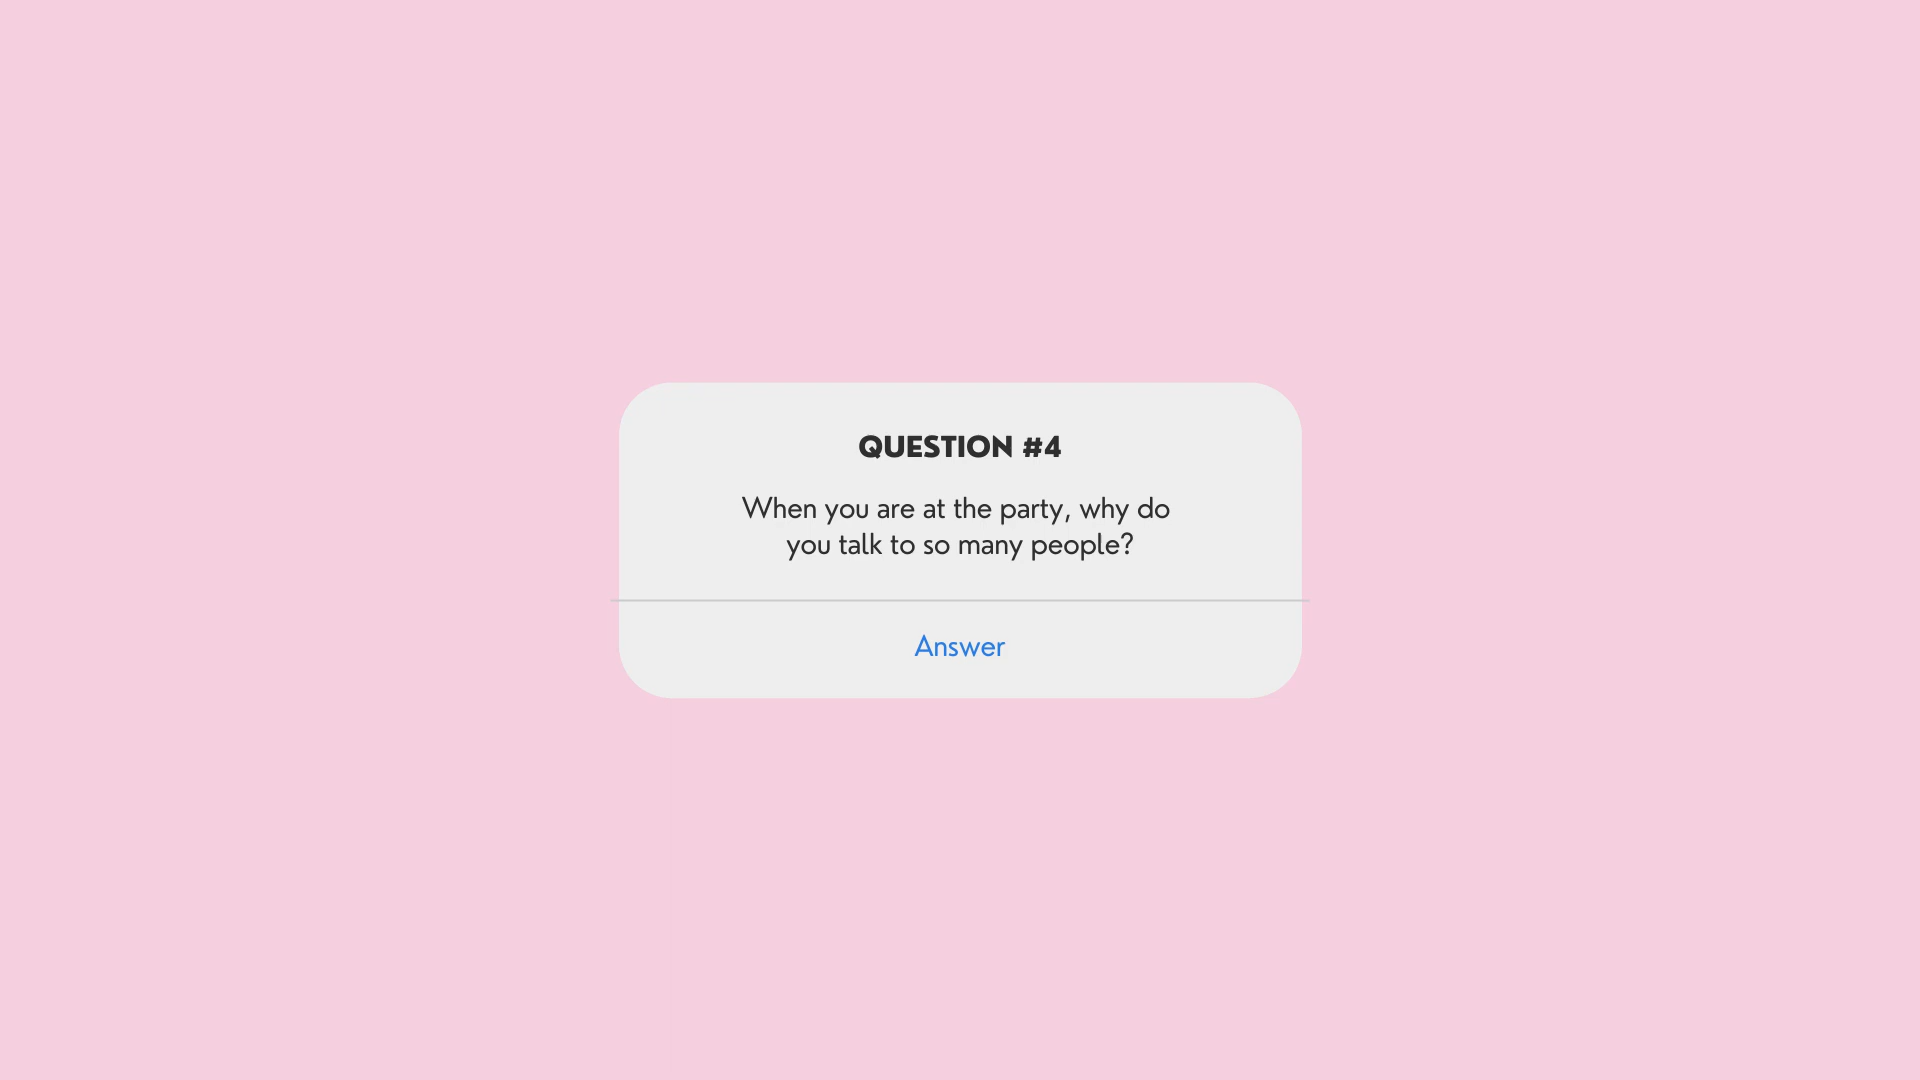 QUESTION #4
When you are at the party, why do
you talk to so many people?
Answer